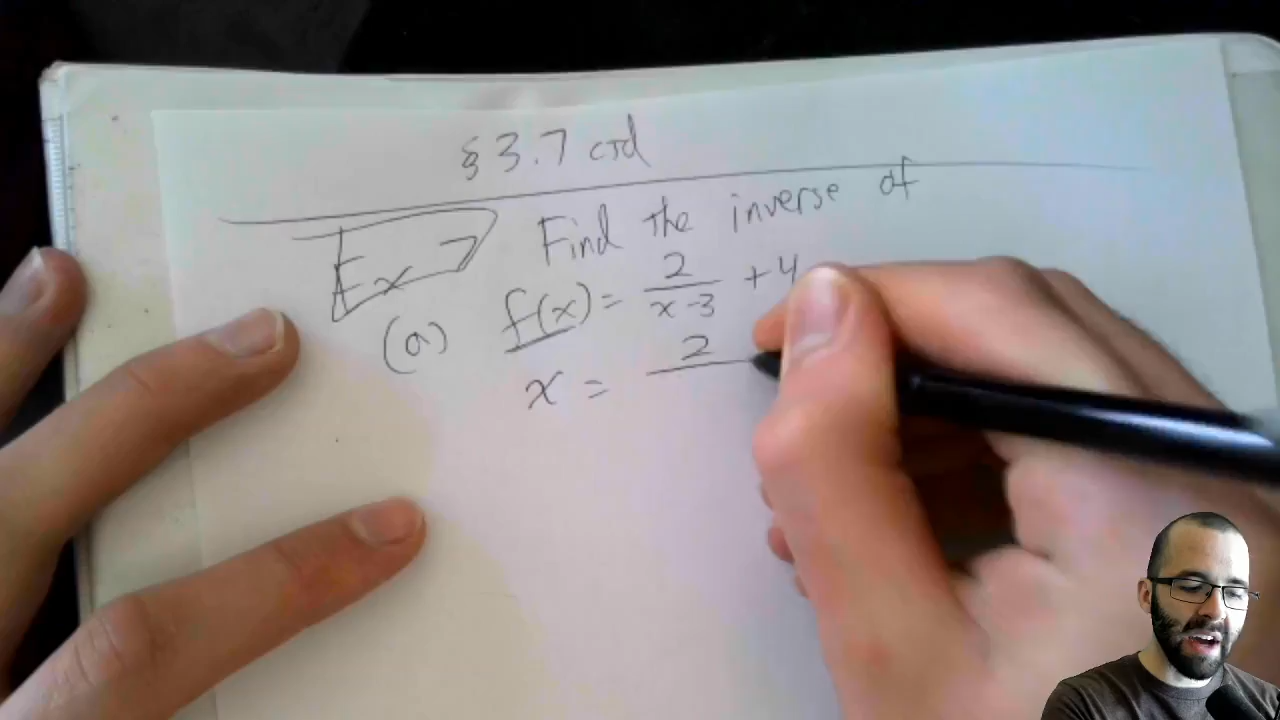 § 3.7 ctd
Ex 7 Find the inverse of
(a) f(x) = 2/(x-3) + 4
x = 2